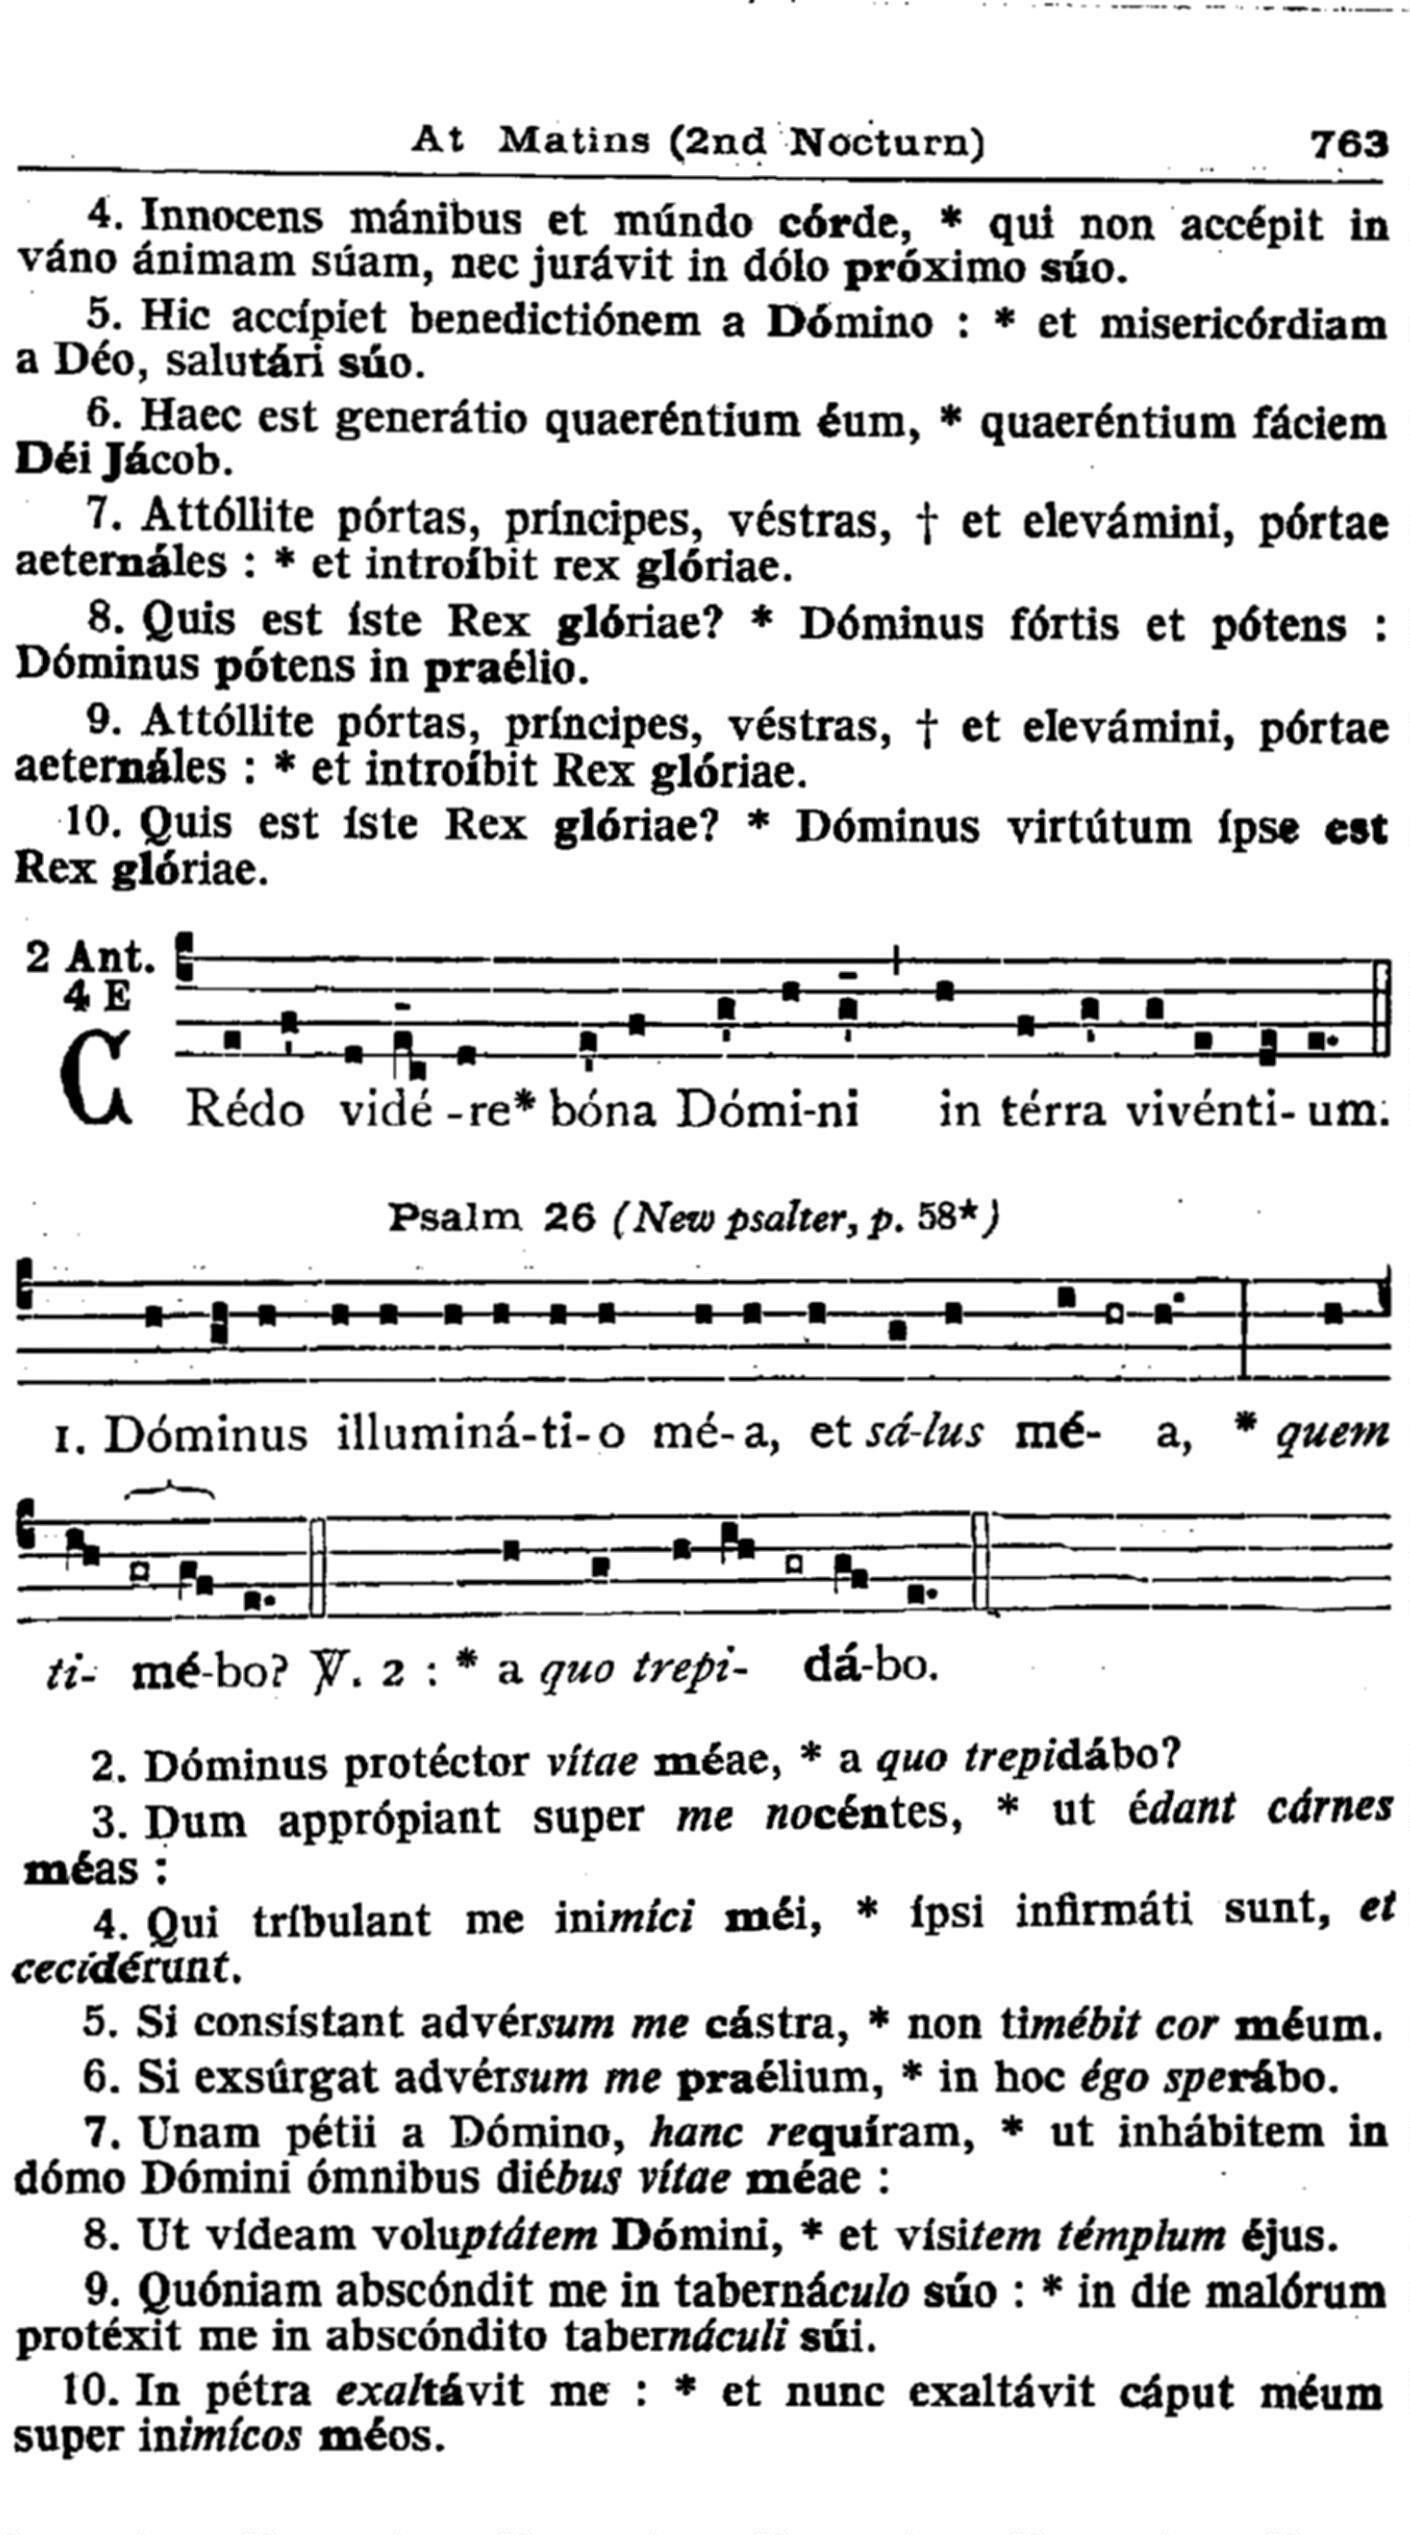 At Matins (2nd Nocturn) 763
4. Innocens mánibus et múndo córde, * qui non accépit in
váno ánimam súam, nec jurávit in dólo próximo súo.
5. Hic accípiet benedictiónem a Dómino : * et misericórdiam
a Déo, salutári súo.
6. Haec est generátio quaeréntium éum, * quaeréntium fáciem
Déi Jácob.
7. Attóllite pórtas, príncipes, véstras, † et elevámini, pórtae
aeternáles : * et introíbit rex glóriae.
8. Quis est íste Rex glóriae? * Dóminus fórtis et pótens :
Dóminus pótens in praélio.
9. Attóllite pórtas, príncipes, véstras, † et elevámini, pórtae
aeternáles : * et introíbit Rex glóriae.
10. Quis est íste Rex glóriae? * Dóminus virtútum ípse est
Rex glóriae.
2 Ant.
4 E
CRédo vidé-re* bóna Dómi-ni in térra vivénti-um.
Psalm 26 (New psalter, p. 58*)
1. Dóminus illuminá-ti-o mé-a, et sá-lus mé- a, * quem
ti- mé-bo? ℣. 2 : * a quo trepi- dá-bo.
2. Dóminus protéctor vítae méae, * a quo trepidábo?
3. Dum apprópiant super me nocéntes, * ut édant cárnes
méas :
4. Qui tríbulant me inimíci méi, * ípsi infirmáti sunt, et
cecidérunt.
5. Si consístant advérsum me cástra, * non timébit cor méum.
6. Si exsúrgat advérsum me praélium, * in hoc égo sperábo.
7. Unam pétii a Dómino, hanc requíram, * ut inhábitem in
dómo Dómini ómnibus diébus vítae méae :
8. Ut vídeam voluptátem Dómini, * et vísitem témplum éjus.
9. Quóniam abscóndit me in tabernáculo súo : * in díe malórum
protéxit me in abscóndito tabernáculi súi.
10. In pétra exaltávit me : * et nunc exaltávit cáput méum
super inimícos méos.